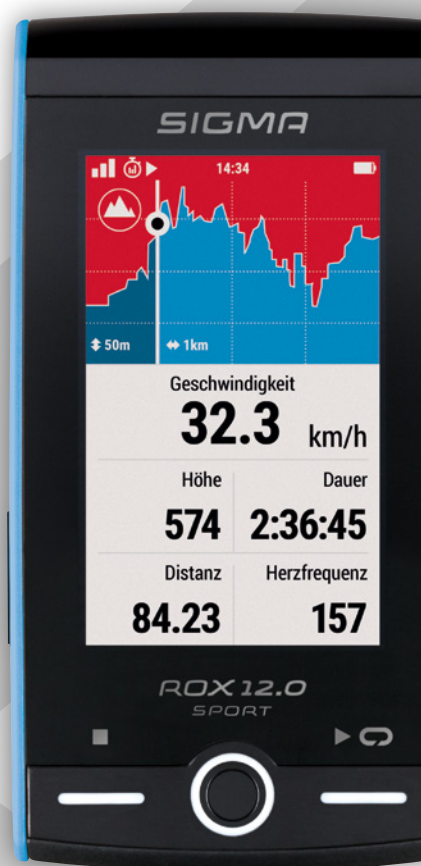 SIGMA
14:34
50m
1km
Geschwindigkeit
32.3 km/h
Höhe Dauer
574 2:36:45
Distanz Herzfrequenz
84.23 157
ROX 12.0
SPORT